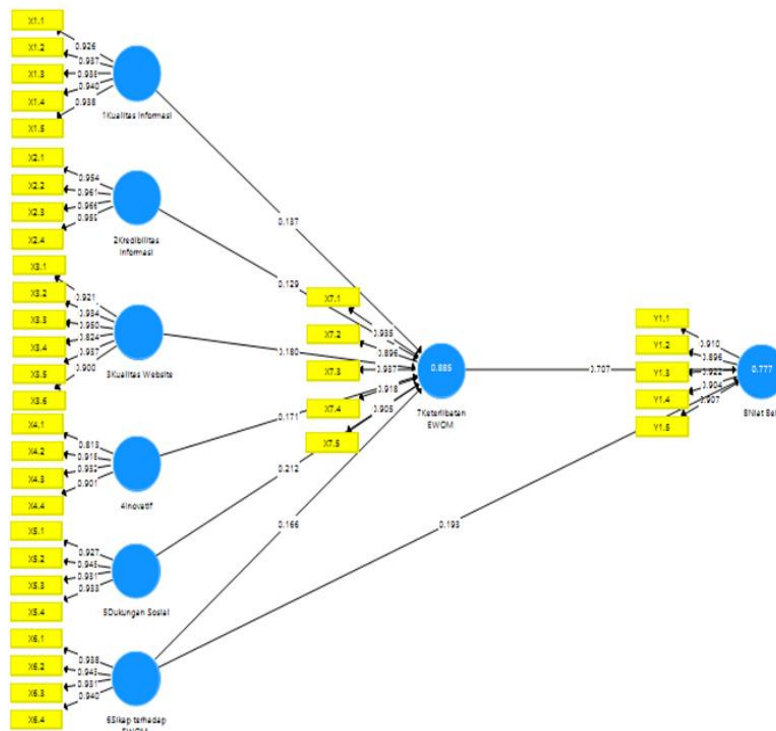 X1.1
X1.2
X1.3
X1.4
X1.5
0.926
0.937
0.938
0.940
0.938
1Kualitas Informasi
X2.1
X2.2
X2.3
X2.4
0.954
0.961
0.966
0.955
2Kredibilitas
Informasi
X3.1
X3.2
X3.3
X3.4
X3.5
X3.6
0.921
0.934
0.950
0.824
0.937
0.900
3Kualitas Website
X4.1
X4.2
X4.3
X4.4
0.813
0.918
0.932
0.901
4Inovatif
X5.1
X5.2
X5.3
X5.4
0.927
0.945
0.931
0.933
5Dukungan Sosial
X6.1
X6.2
X6.3
X6.4
0.938
0.943
0.931
0.940
6Sikap terhadap
EWOM
0.137
0.129
0.180
0.171
0.212
0.166
0.193
X7.1
X7.2
X7.3
X7.4
X7.5
0.935
0.896
0.937
0.918
0.905
0.885
7Keterlibatan
EWOM
0.707
Y1.1
Y1.2
Y1.3
Y1.4
Y1.5
0.910
0.896
0.922
0.904
0.907
0.777
8Niat Bel